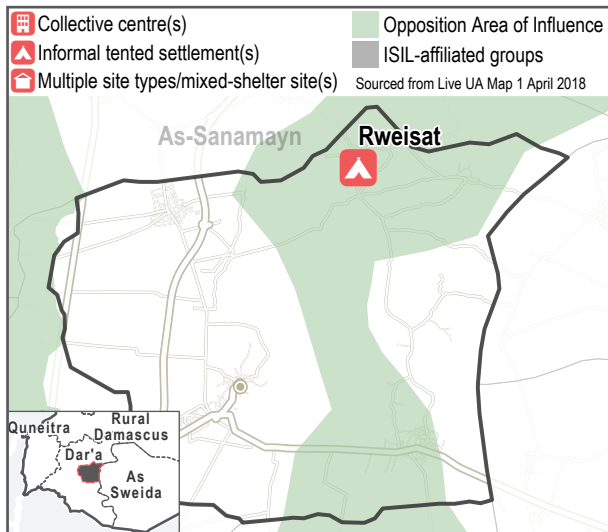 Collective centre(s)
Informal tented settlement(s)
Multiple site types/mixed-shelter site(s)
Opposition Area of Influence
ISIL-affiliated groups
Sourced from Live UA Map 1 April 2018
As-Sanamayn
Rweisat
Quneitra
Rural
Damascus
Dar'a
As
Sweida